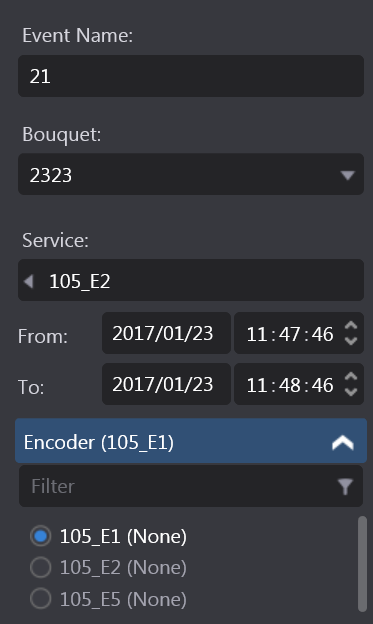 Event Name:
21
Bouquet:
2323
Service:
105_E2
From: 2017/01/23 11:47:46
To: 2017/01/23 11:48:46
Encoder (105_E1)
Filter
105_E1 (None)
105_E2 (None)
105_E5 (None)